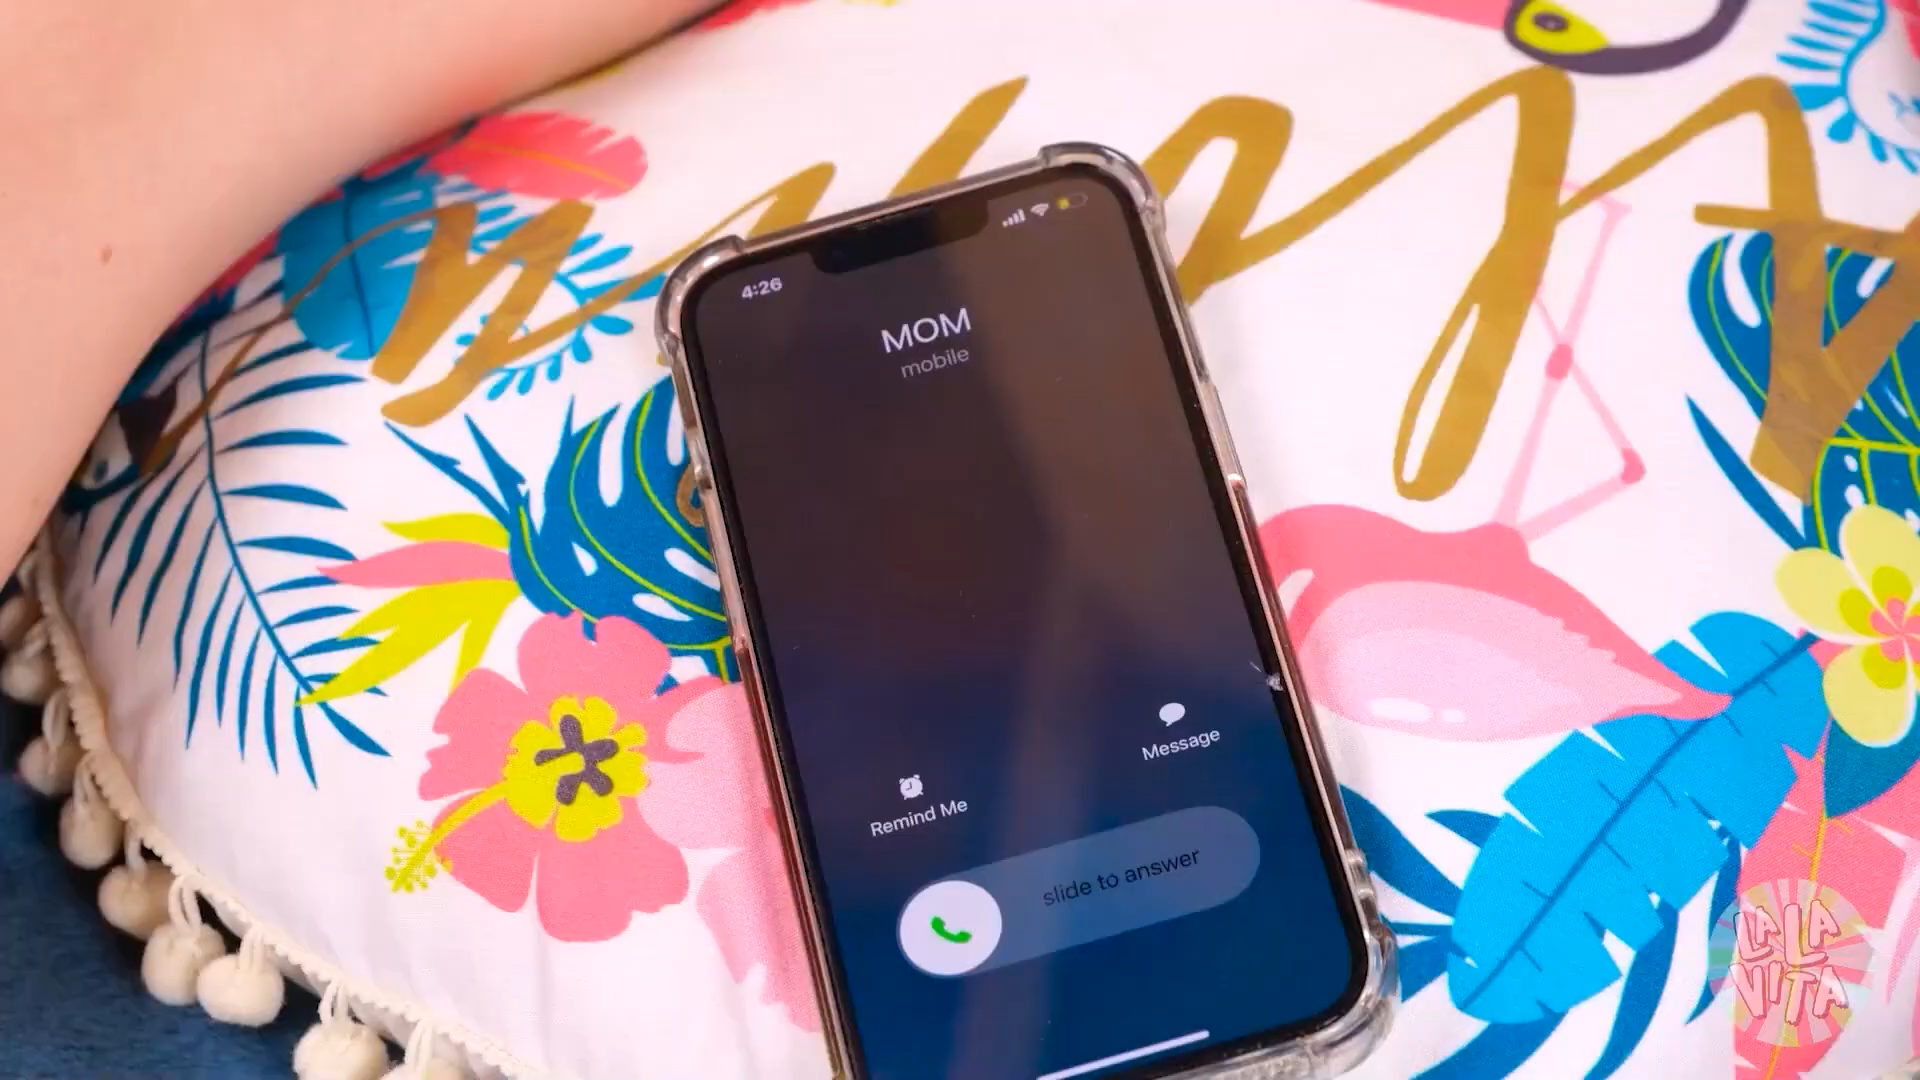 4:26
MOM
mobile
Message
Remind Me
slide to answer
LA LA
VITA